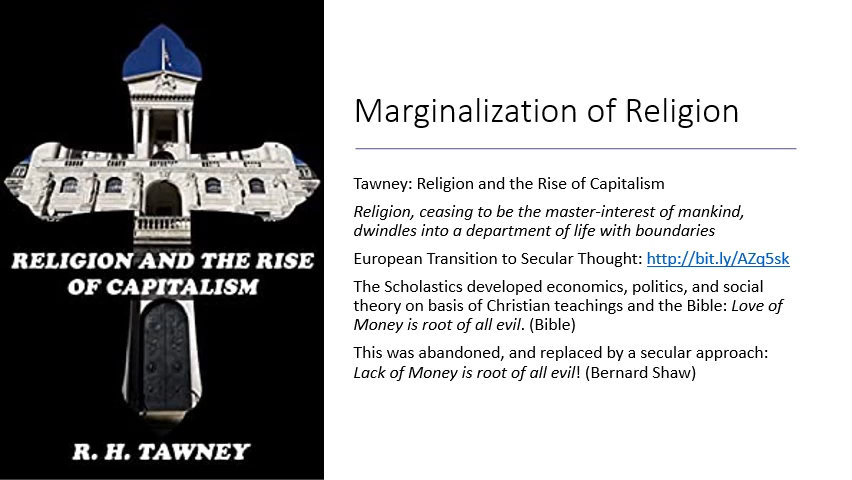 RELIGION AND THE RISE
OF CAPITALISM
R. H. TAWNEY
Marginalization of Religion
Tawney: Religion and the Rise of Capitalism
Religion, ceasing to be the master-interest of mankind,
dwindles into a department of life with boundaries
European Transition to Secular Thought: http://bit.ly/AZq5sk
The Scholastics developed economics, politics, and social
theory on basis of Christian teachings and the Bible: Love of
Money is root of all evil. (Bible)
This was abandoned, and replaced by a secular approach:
Lack of Money is root of all evil! (Bernard Shaw)